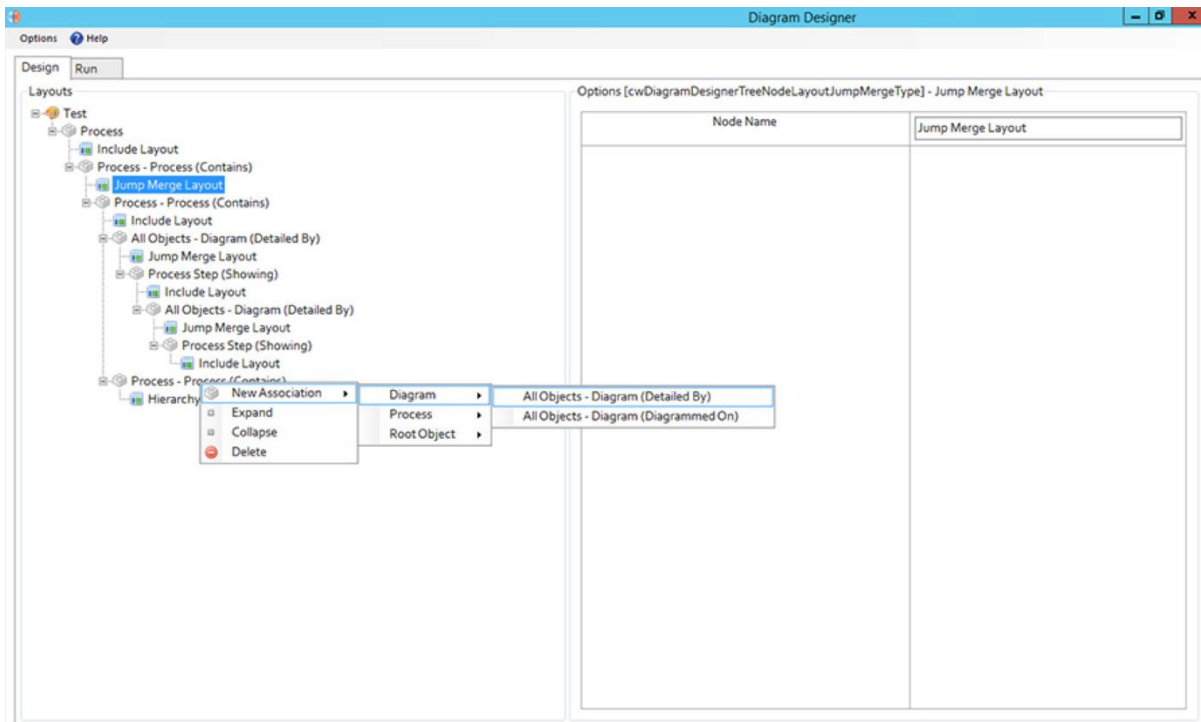 Diagram Designer
Options Help
Design Run
Layouts
Test
Process
Include Layout
Process - Process (Contains)
Jump Merge Layout
Process - Process (Contains)
Include Layout
All Objects - Diagram (Detailed By)
Jump Merge Layout
Process Step (Showing)
Include Layout
All Objects - Diagram (Detailed By)
Jump Merge Layout
Process Step (Showing)
Include Layout
Process - Process (Contains)
Hierarchy
New Association
Expand
Collapse
Delete
Diagram
Process
Root Object
All Objects - Diagram (Detailed By)
All Objects - Diagram (Diagrammed On)
Options [cwDiagramDesignerTreeNodeLayoutJumpMergeType] - Jump Merge Layout
Node Name Jump Merge Layout